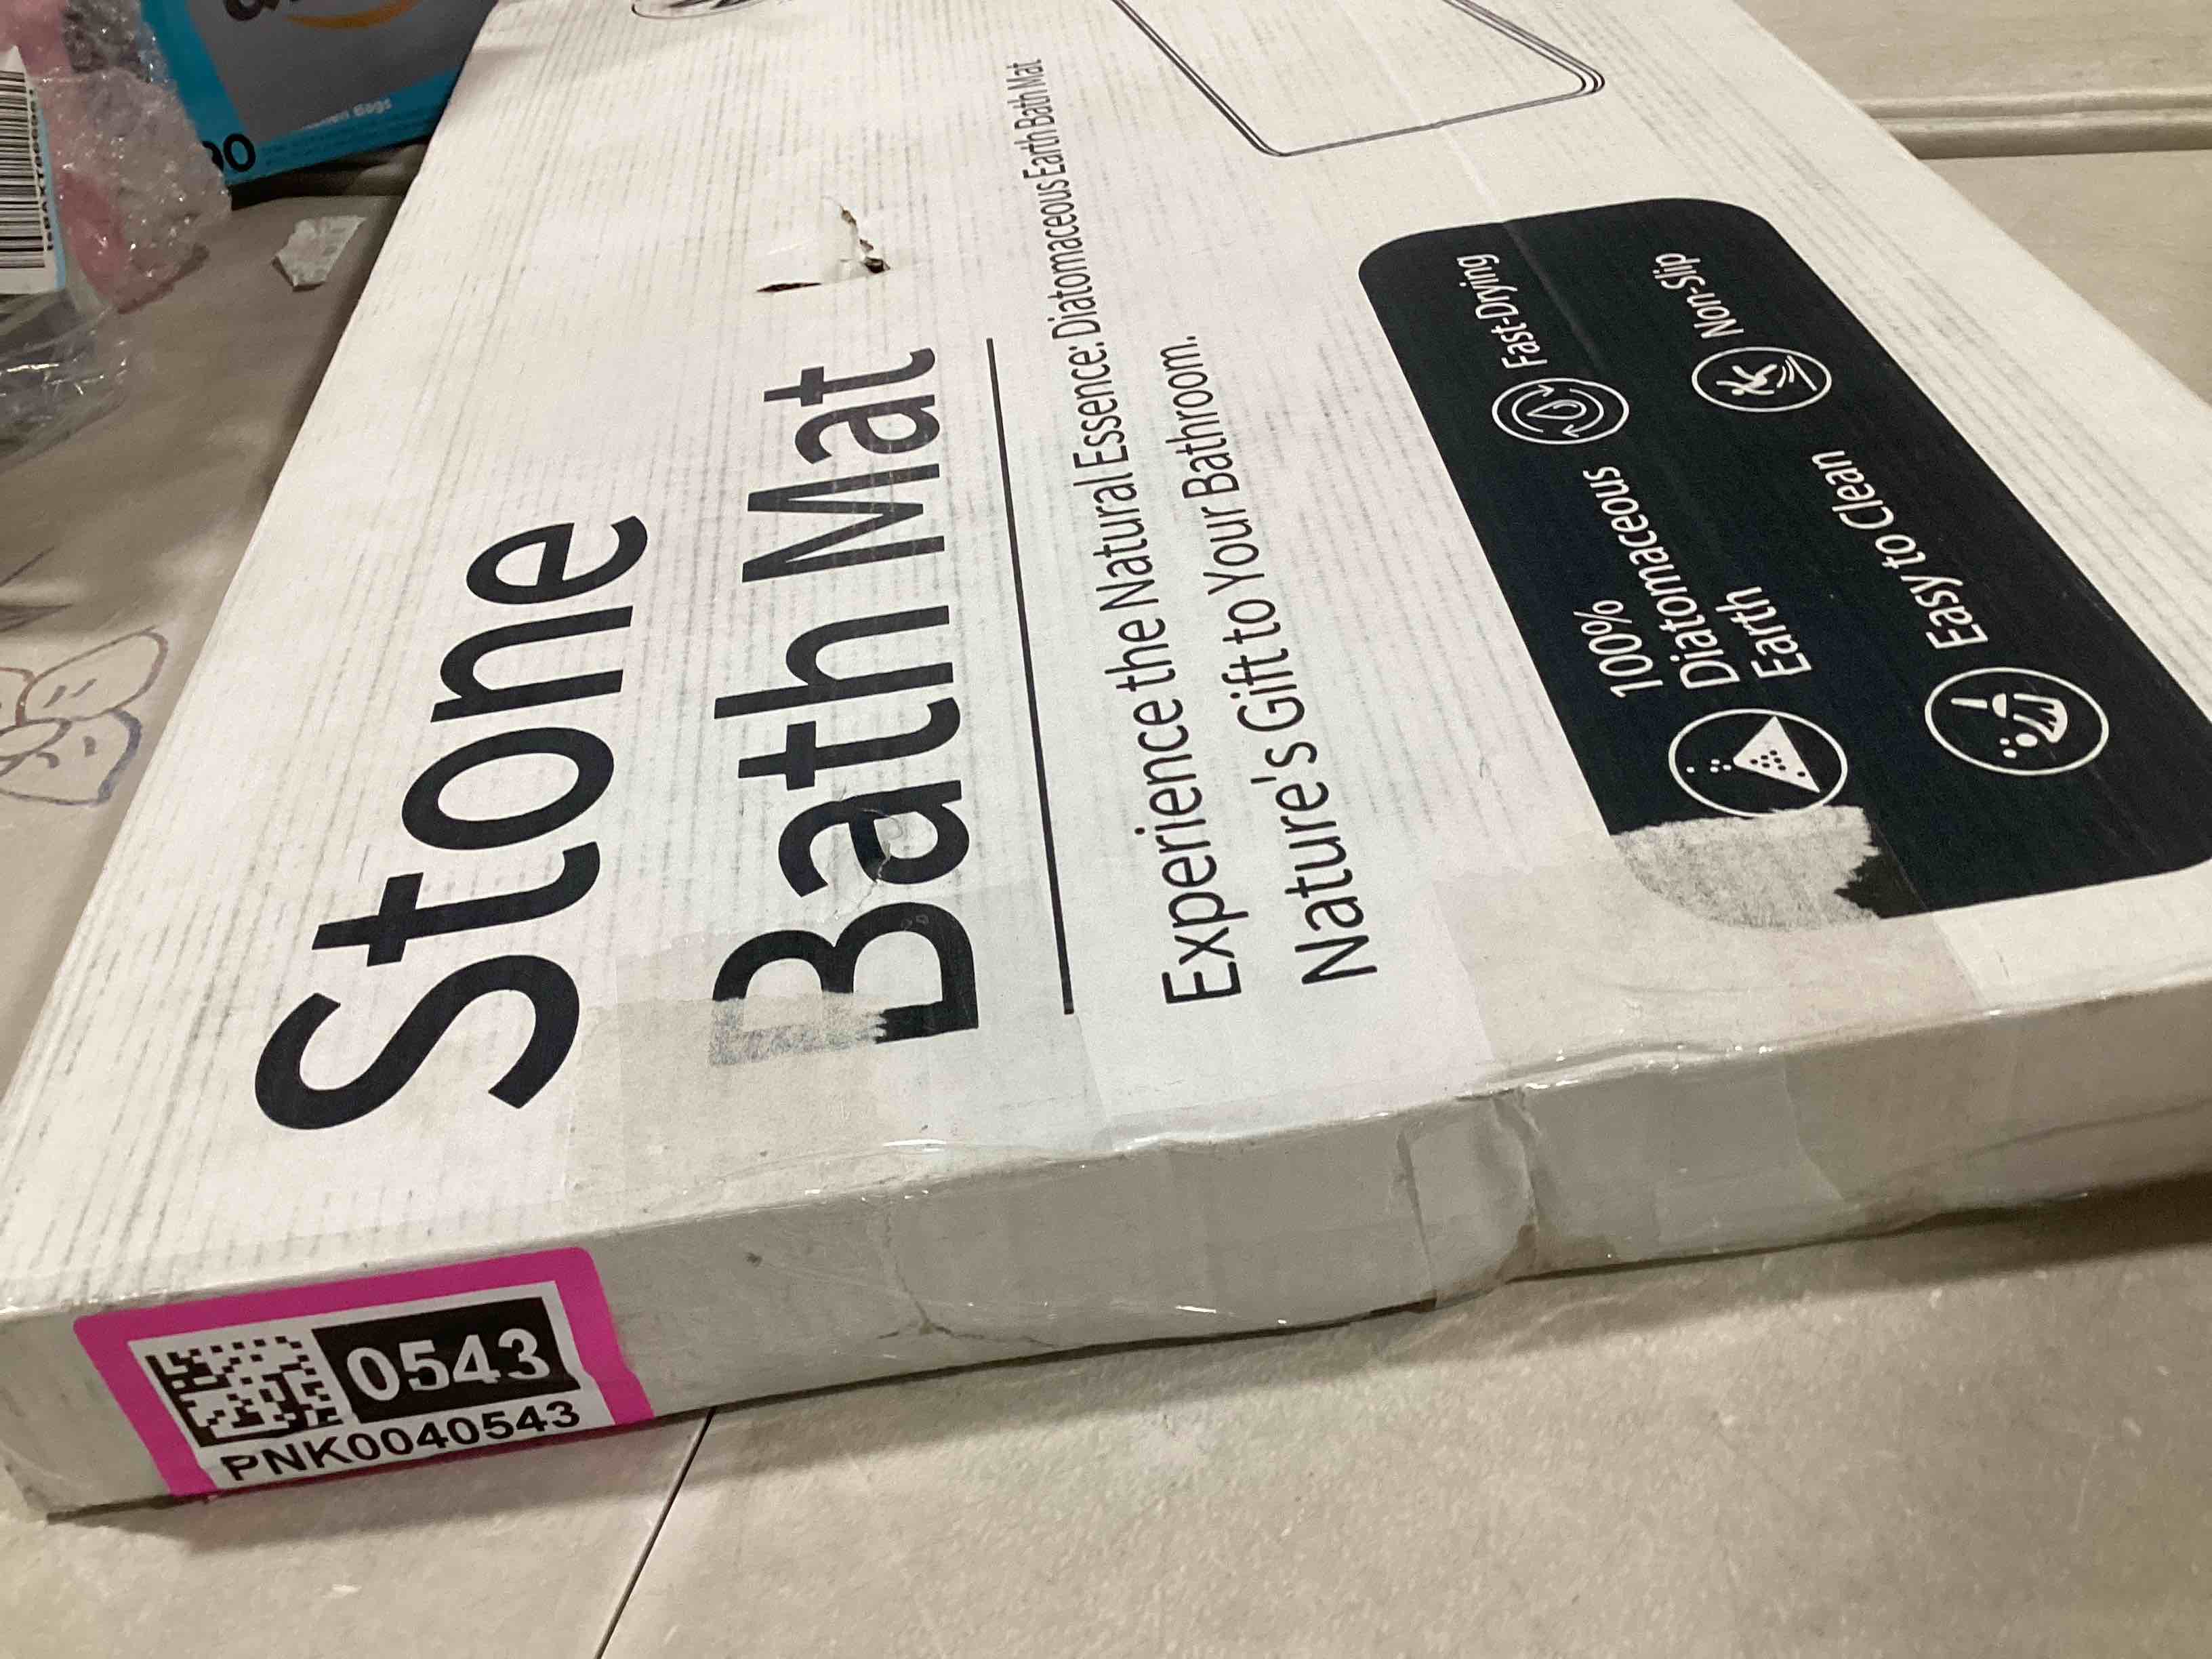 Stone
Bath Mat
Experience the Natural Essence: Diatomaceous Earth Bath Mat
Nature's Gift to Your Bathroom.
100%
Diatomaceous
Earth
Fast-Drying
Easy to Clean
Non-Slip
0543
PNK0040543
Bags